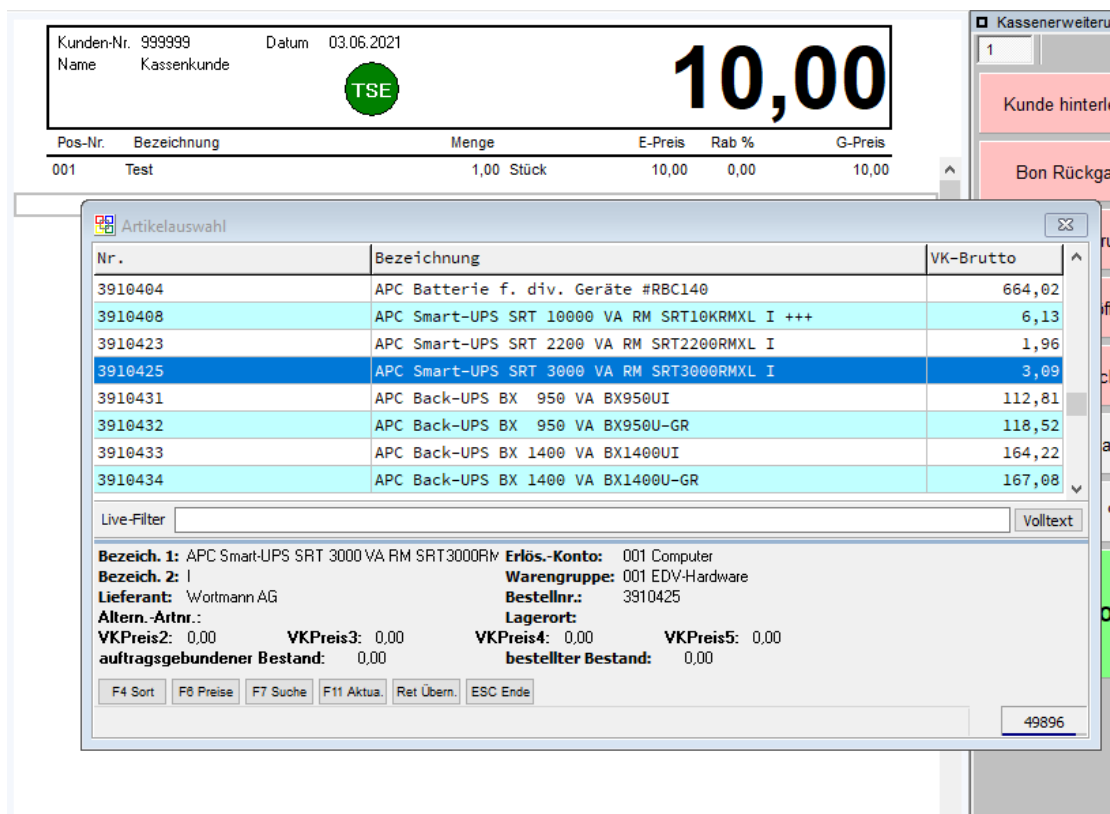 Kassenerweiteru
Kunden-Nr. 999999 Datum 03.06.2021
Name Kassenkunde
TSE
10,00
1
Kunde hinterle
Pos-Nr. Bezeichnung Menge E-Preis Rab % G-Preis
001 Test 1,00 Stück 10,00 0,00 10,00
Bon Rückga
Artikelauswahl
Nr. Bezeichnung VK-Brutto
3910404 APC Batterie f. div. Geräte #RBC140 664,02
3910408 APC Smart-UPS SRT 10000 VA RM SRT10KRMXL I +++ 6,13
3910423 APC Smart-UPS SRT 2200 VA RM SRT2200RMXL I 1,96
3910425 APC Smart-UPS SRT 3000 VA RM SRT3000RMXL I 3,09
3910431 APC Back-UPS BX  950 VA BX950UI 112,81
3910432 APC Back-UPS BX  950 VA BX950U-GR 118,52
3910433 APC Back-UPS BX 1400 VA BX1400UI 164,22
3910434 APC Back-UPS BX 1400 VA BX1400U-GR 167,08
Live-Filter Volltext
Bezeich. 1: APC Smart-UPS SRT 3000 VA RM SRT3000RM Erlös.-Konto: 001 Computer
Bezeich. 2: I Warengruppe: 001 EDV-Hardware
Lieferant: Wortmann AG Bestellnr.: 3910425
Altern.-Artnr.: Lagerort:
VKPreis2: 0,00 VKPreis3: 0,00 VKPreis4: 0,00 VKPreis5: 0,00
auftragsgebundener Bestand: 0,00 bestellter Bestand: 0,00
F4 Sort F6 Preise F7 Suche F11 Aktua. Ret Übern. ESC Ende
49896